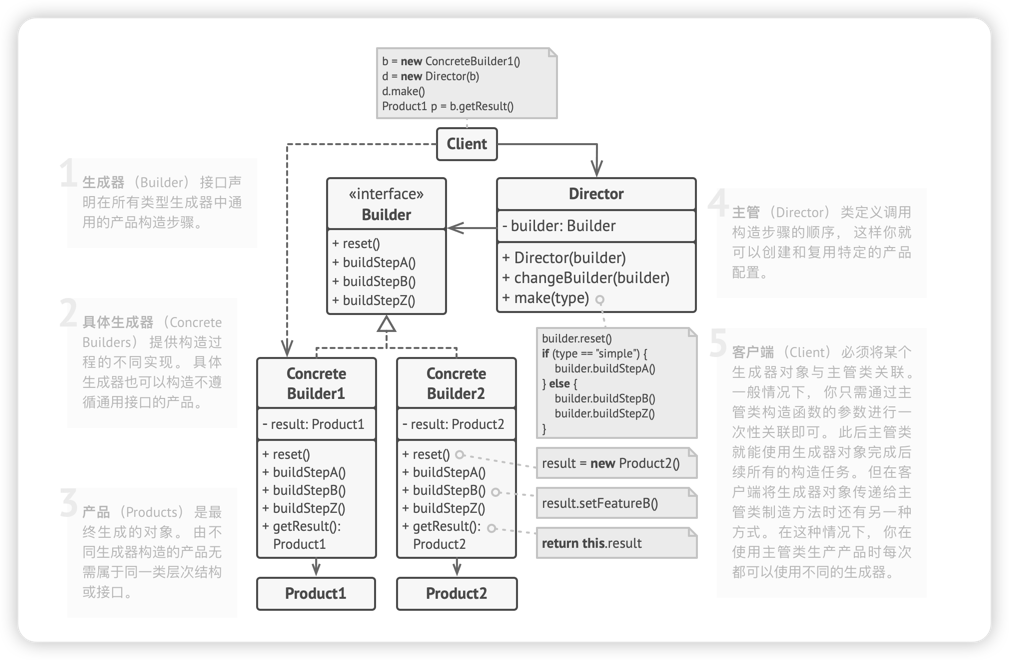 b = new ConcreteBuilder1()
d = new Director(b)
d.make()
Product1 p = b.getResult()
Client
1
生成器 （Builder） 接口声
明在所有类型生成器中通
用的产品构造步骤。
2
具体生成器 （Concrete
Builders） 提供构造过
程的不同实现。 具体
生成器也可以构造不遵
循通用接口的产品。
3
产品 （Products） 是最
终生成的对象。 由不
同生成器构造的产品无
需属于同一类层次结构
或接口。
«interface»
Builder
+ reset()
+ buildStepA()
+ buildStepB()
+ buildStepZ()
Director
- builder: Builder
+ Director(builder)
+ changeBuilder(builder)
+ make(type)
builder.reset()
if (type == "simple") {
builder.buildStepA()
} else {
builder.buildStepB()
builder.buildStepZ()
}
Concrete
Builder1
- result: Product1
+ reset()
+ buildStepA()
+ buildStepB()
+ buildStepZ()
+ getResult():
Product1
Product1
Concrete
Builder2
- result: Product2
+ reset()
+ buildStepA()
+ buildStepB()
+ buildStepZ()
+ getResult():
Product2
Product2
result = new Product2()
result.setFeatureB()
return this.result
4
主管 （Director） 类定义调用
构造步骤的顺序， 这样你就
可以创建和复用特定的产品
配置。
5
客户端 （Client） 必须将某个
生成器对象与主管类关联。
一般情况下， 你只需通过主
管类构造函数的参数进行一
次性关联即可。 此后主管类
就能使用生成器对象完成后
续所有的构造任务。 但在客
户端将生成器对象传递给主
管类制造方法时还有另一种
方式。 在这种情况下， 你在
使用主管类生产产品时每次
都可以使用不同的生成器。